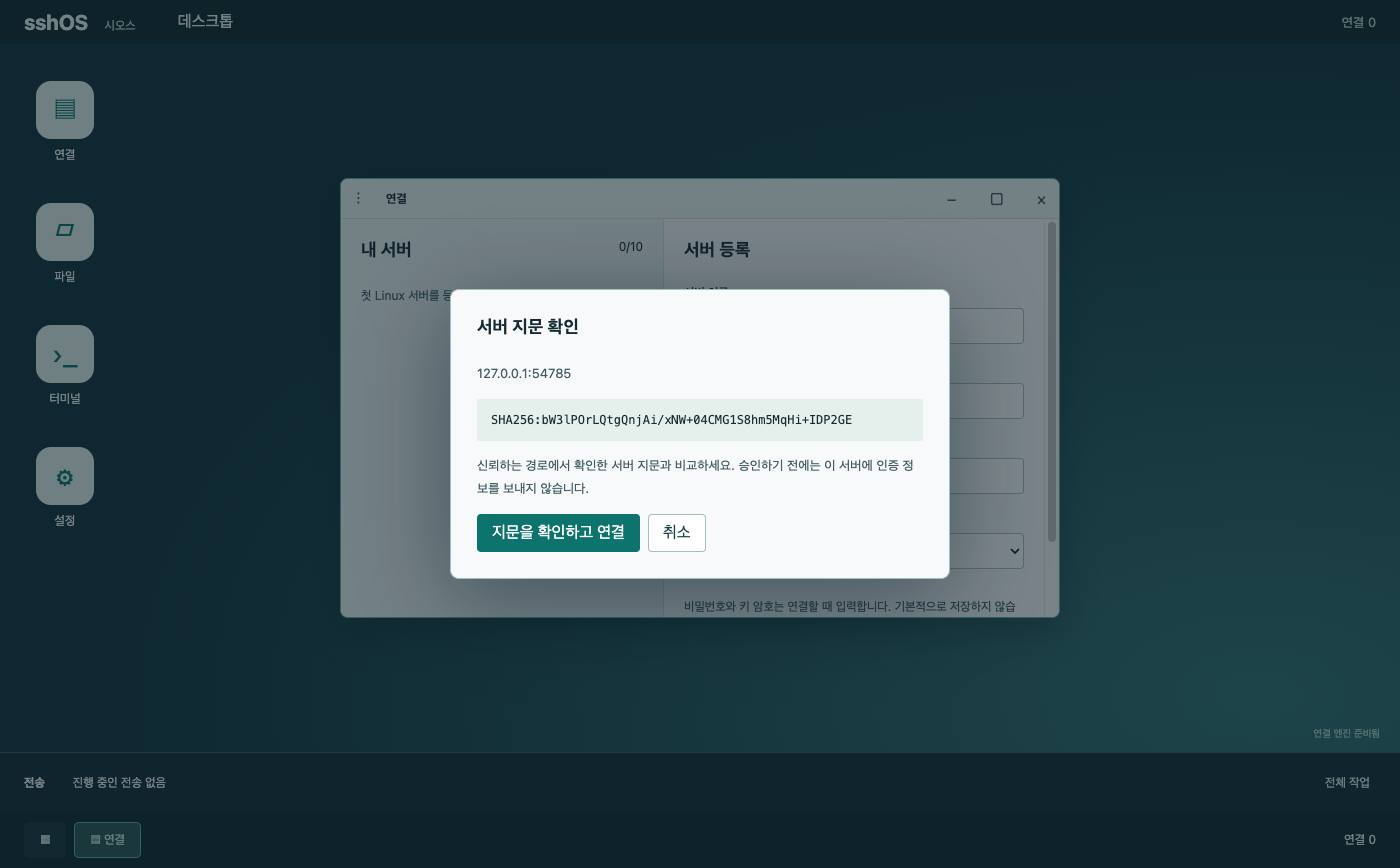 sshOS 시오스 데스크톱 연결 0
연결
파일
터미널
설정
연결
내 서버 0/10
첫 Linux 서버를
서버 등록
서버 지문 확인
127.0.0.1:54785
SHA256:bW3lPOrLQtgQnjAi/xNW+04CMG1S8hm5MqHi+IDP2GE
신뢰하는 경로에서 확인한 서버 지문과 비교하세요. 승인하기 전에는 이 서버에 인증 정
보를 보내지 않습니다.
지문을 확인하고 연결 취소
비밀번호와 키 암호는 연결할 때 입력합니다. 기본적으로 저장하지 않습
연결 엔진 준비됨
전송 진행 중인 전송 없음 전체 작업
연결 연결 0